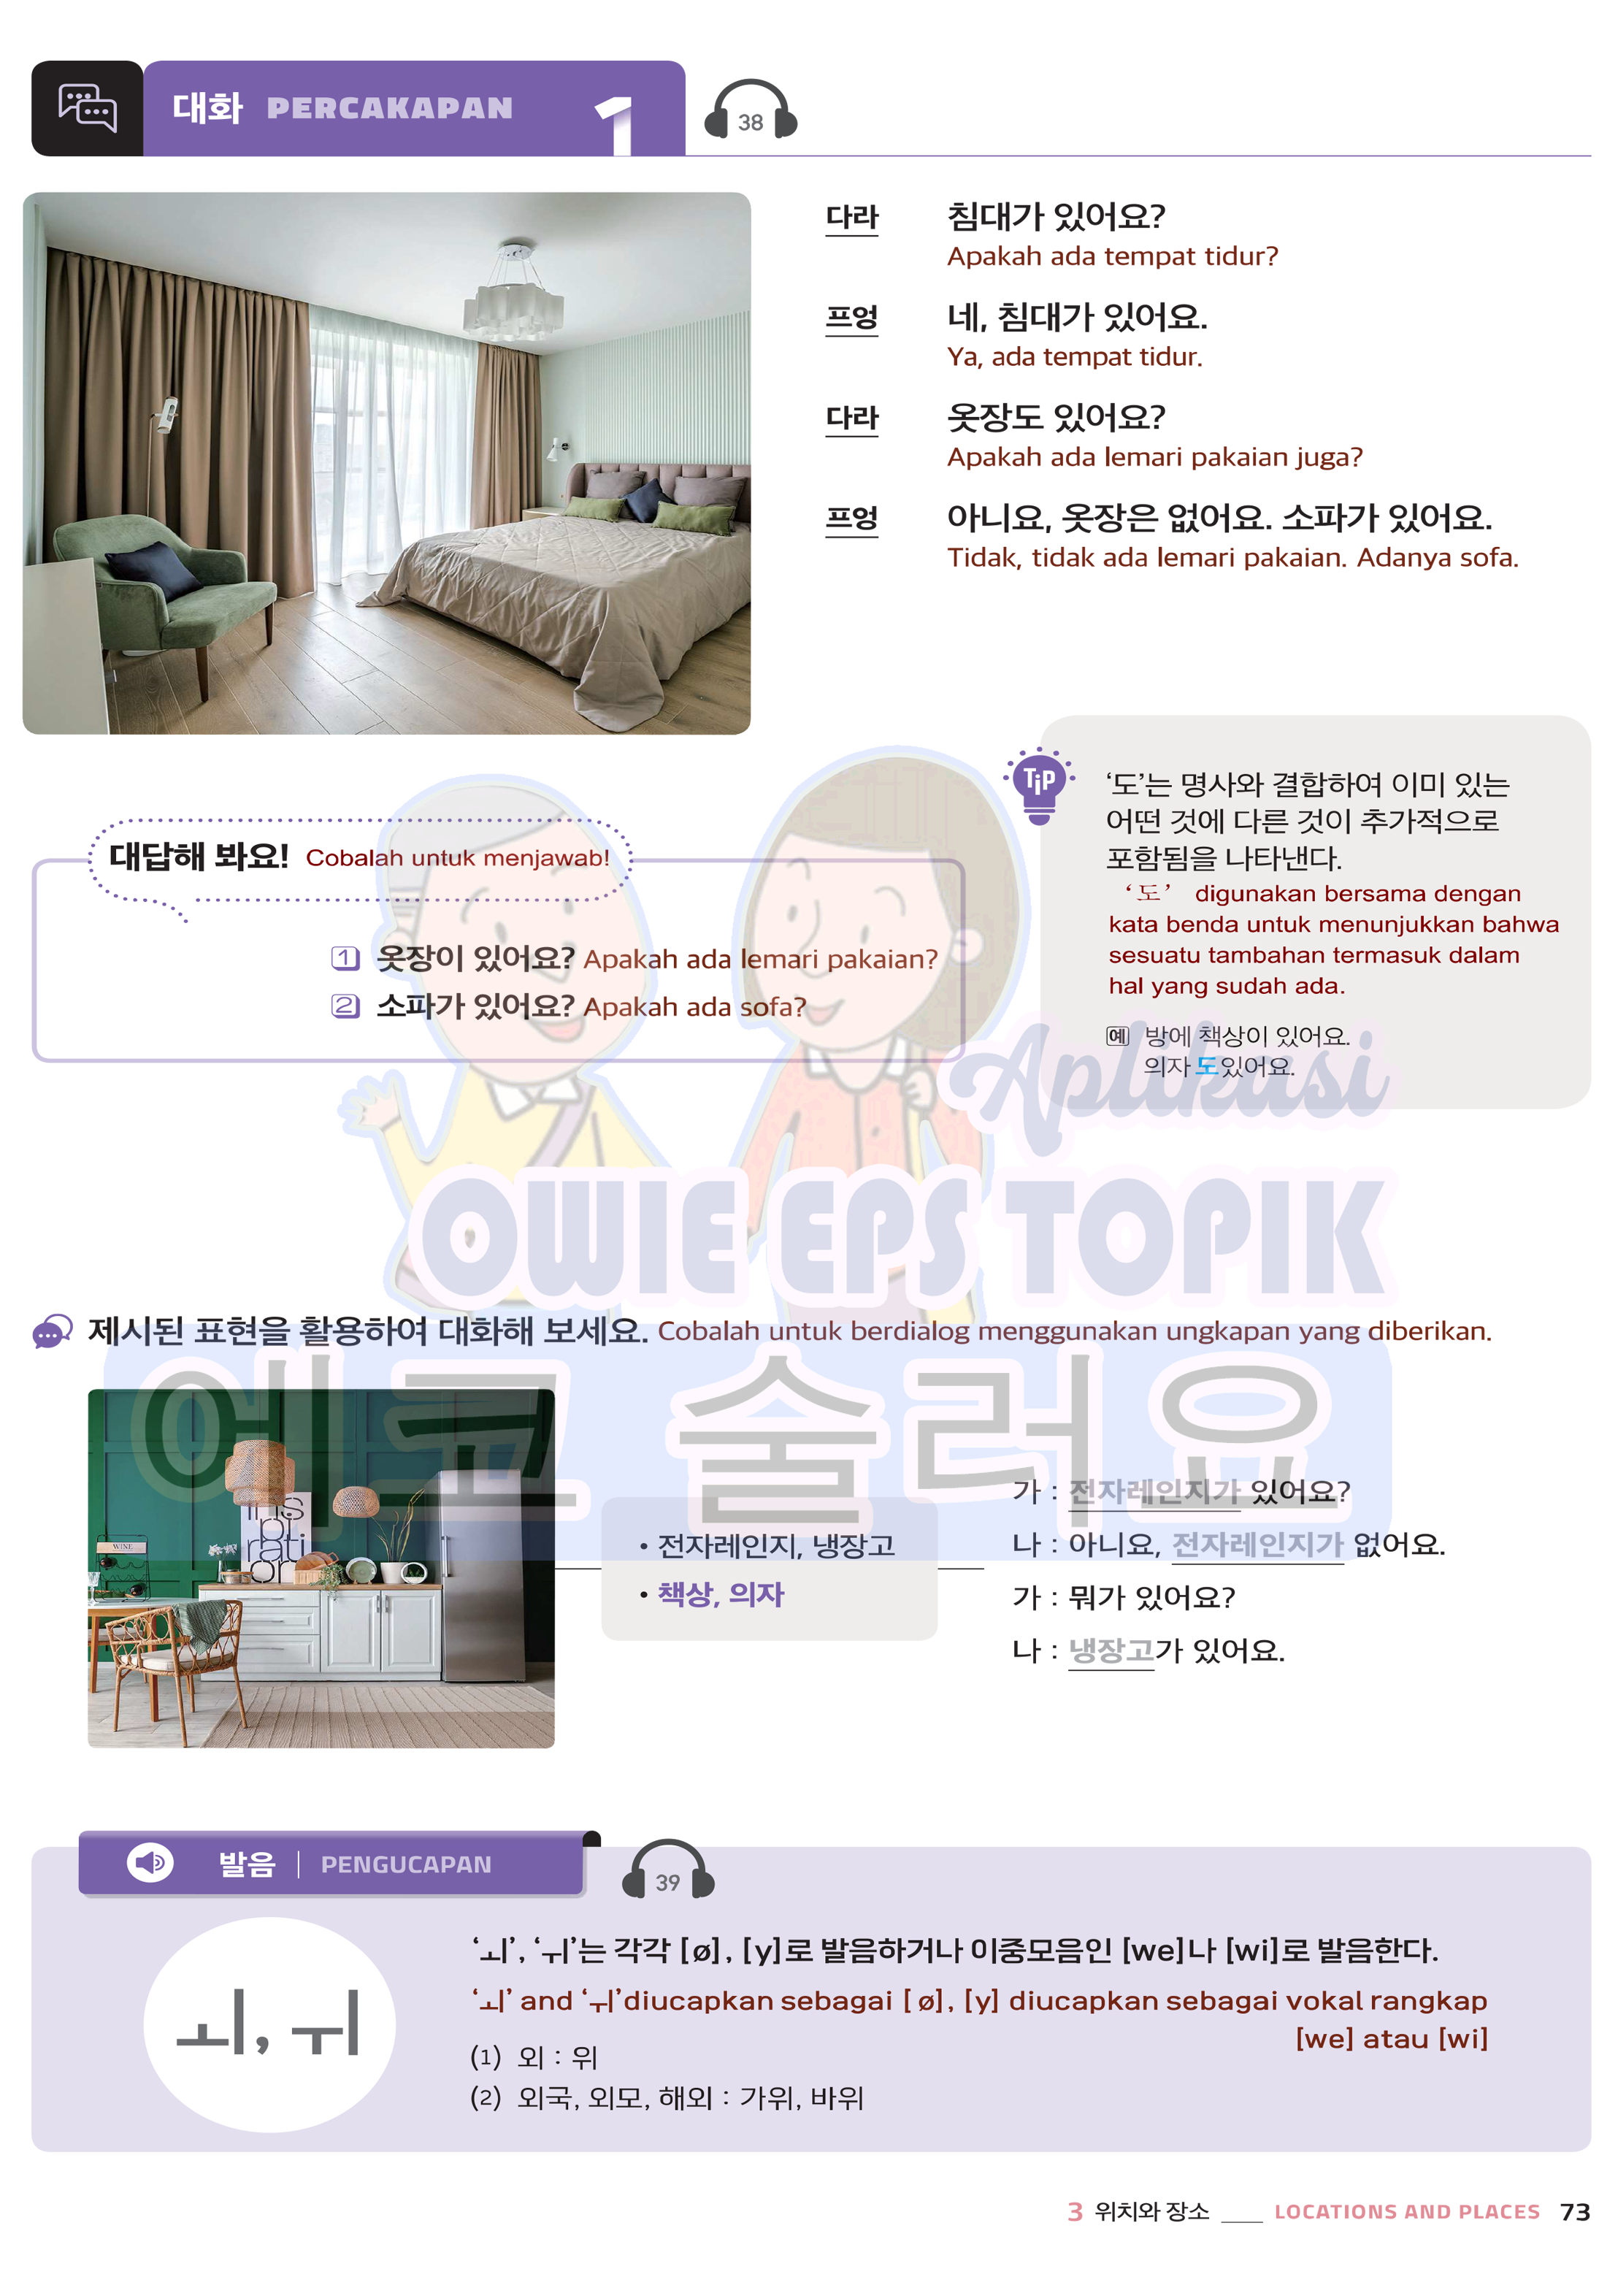 대화 PERCAKAPAN 1
38
다라 침대가 있어요?
Apakah ada tempat tidur?
프엉 네, 침대가 있어요.
Ya, ada tempat tidur.
다라 옷장도 있어요?
Apakah ada lemari pakaian juga?
프엉 아니요, 옷장은 없어요. 소파가 있어요.
Tidak, tidak ada lemari pakaian. Adanya sofa.
TiP
‘도’는 명사와 결합하여 이미 있는
어떤 것에 다른 것이 추가적으로
포함됨을 나타낸다.
‘도’ digunakan bersama dengan
kata benda untuk menunjukkan bahwa
sesuatu tambahan termasuk dalam
hal yang sudah ada.
예 방에 책상이 있어요.
의자 도있어요.
대답해 봐요! Cobalah untuk menjawab!
1 옷장이 있어요? Apakah ada lemari pakaian?
2 소파가 있어요? Apakah ada sofa?
Aplikasi
OWIE EPS TOPIK
에코 술러요
제시된 표현을 활용하여 대화해 보세요. Cobalah untuk berdialog menggunakan ungkapan yang diberikan.
WINE
ins
pi
rati
on
• 전자레인지, 냉장고
• 책상, 의자
가 : 전자레인지가 있어요?
나 : 아니요, 전자레인지가 없어요.
가 : 뭐가 있어요?
나 : 냉장고가 있어요.
발음 | PENGUCAPAN
39
ㅚ, ㅟ
‘ㅚ’, ‘ㅟ’는 각각 [ø], [y]로 발음하거나 이중모음인 [we]나 [wi]로 발음한다.
‘ㅚ’ and ‘ㅟ’diucapkan sebagai [ ø], [y] diucapkan sebagai vokal rangkap
[we] atau [wi]
(1) 외 : 위
(2) 외국, 외모, 해외 : 가위, 바위
3 위치와 장소 ___ LOCATIONS AND PLACES 73